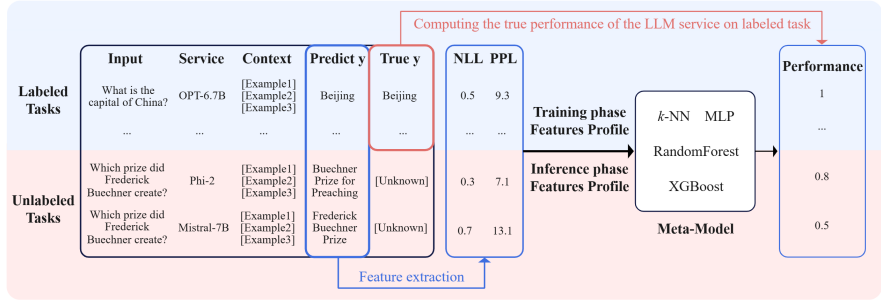 Computing the true performance of the LLM service on labeled task
Input Service Context Predict y True y NLL PPL Performance
Labeled
Tasks
What is the
capital of China?
OPT-6.7B
[Example1]
[Example2]
[Example3]
Beijing
Beijing
0.5 9.3
1
... ... ... ... ... ... ... ...
Training phase
Features Profile
Inference phase
Features Profile
k-NN MLP
RandomForest
XGBoost
Meta-Model
Unlabeled
Tasks
Which prize did
Frederick
Buechner create?
Phi-2
[Example1]
[Example2]
[Example3]
Buechner
Prize for
Preaching
[Unknown]
0.3 7.1
0.8
Which prize did
Frederick
Buechner create?
Mistral-7B
[Example1]
[Example2]
[Example3]
Frederick
Buechner
Prize
[Unknown]
0.7 13.1
0.5
Feature extraction